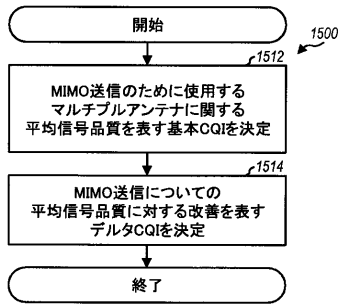 開始
1500
1512
MIMO送信のために使用する
マルチプルアンテナに関する
平均信号品質を表す基本CQIを決定
1514
MIMO送信についての
平均信号品質に対する改善を表す
デルタCQIを決定
終了